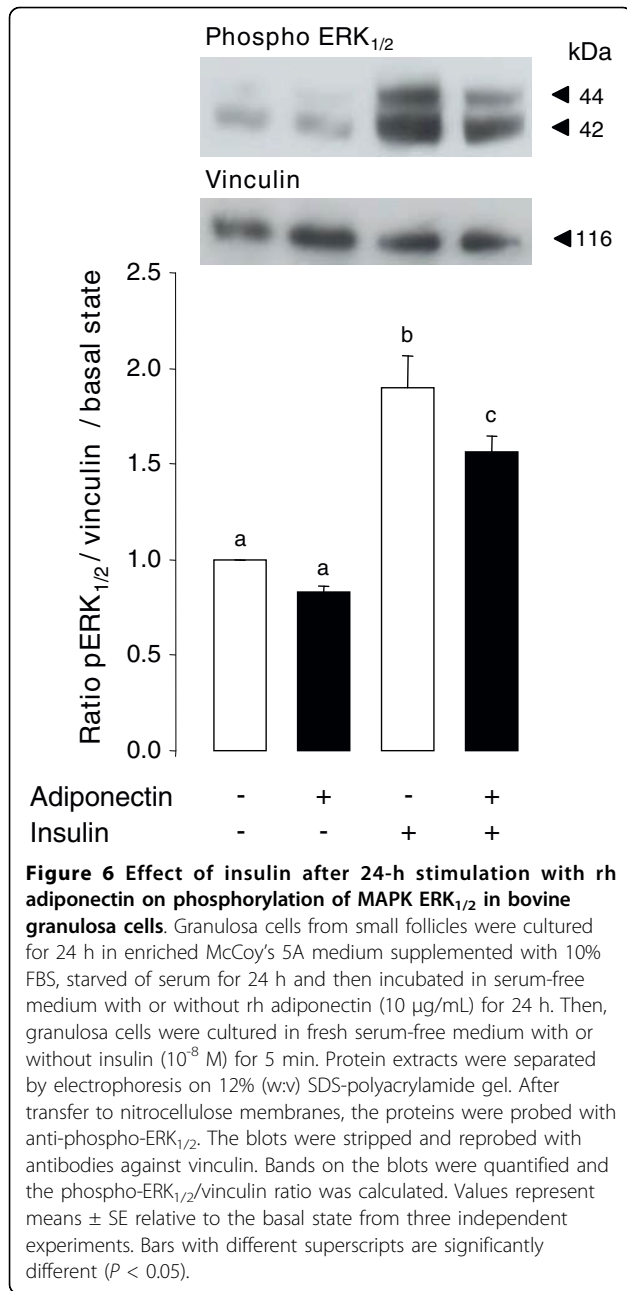 Phospho ERK1/2
kDa
◄ 44
◄ 42
Vinculin
◄116
Ratio pERK1/2 / vinculin / basal state
2.5
2.0
1.5
1.0
0.5
0.0
a
a
b
c
Adiponectin - + - +
Insulin - - + +
Figure 6 Effect of insulin after 24-h stimulation with rh
adiponectin on phosphorylation of MAPK ERK1/2 in bovine
granulosa cells. Granulosa cells from small follicles were cultured
for 24 h in enriched McCoy's 5A medium supplemented with 10%
FBS, starved of serum for 24 h and then incubated in serum-free
medium with or without rh adiponectin (10 μg/mL) for 24 h. Then,
granulosa cells were cultured in fresh serum-free medium with or
without insulin (10-8 M) for 5 min. Protein extracts were separated
by electrophoresis on 12% (w:v) SDS-polyacrylamide gel. After
transfer to nitrocellulose membranes, the proteins were probed with
anti-phospho-ERK1/2. The blots were stripped and reprobed with
antibodies against vinculin. Bands on the blots were quantified and
the phospho-ERK1/2/vinculin ratio was calculated. Values represent
means ± SE relative to the basal state from three independent
experiments. Bars with different superscripts are significantly
different (P < 0.05).